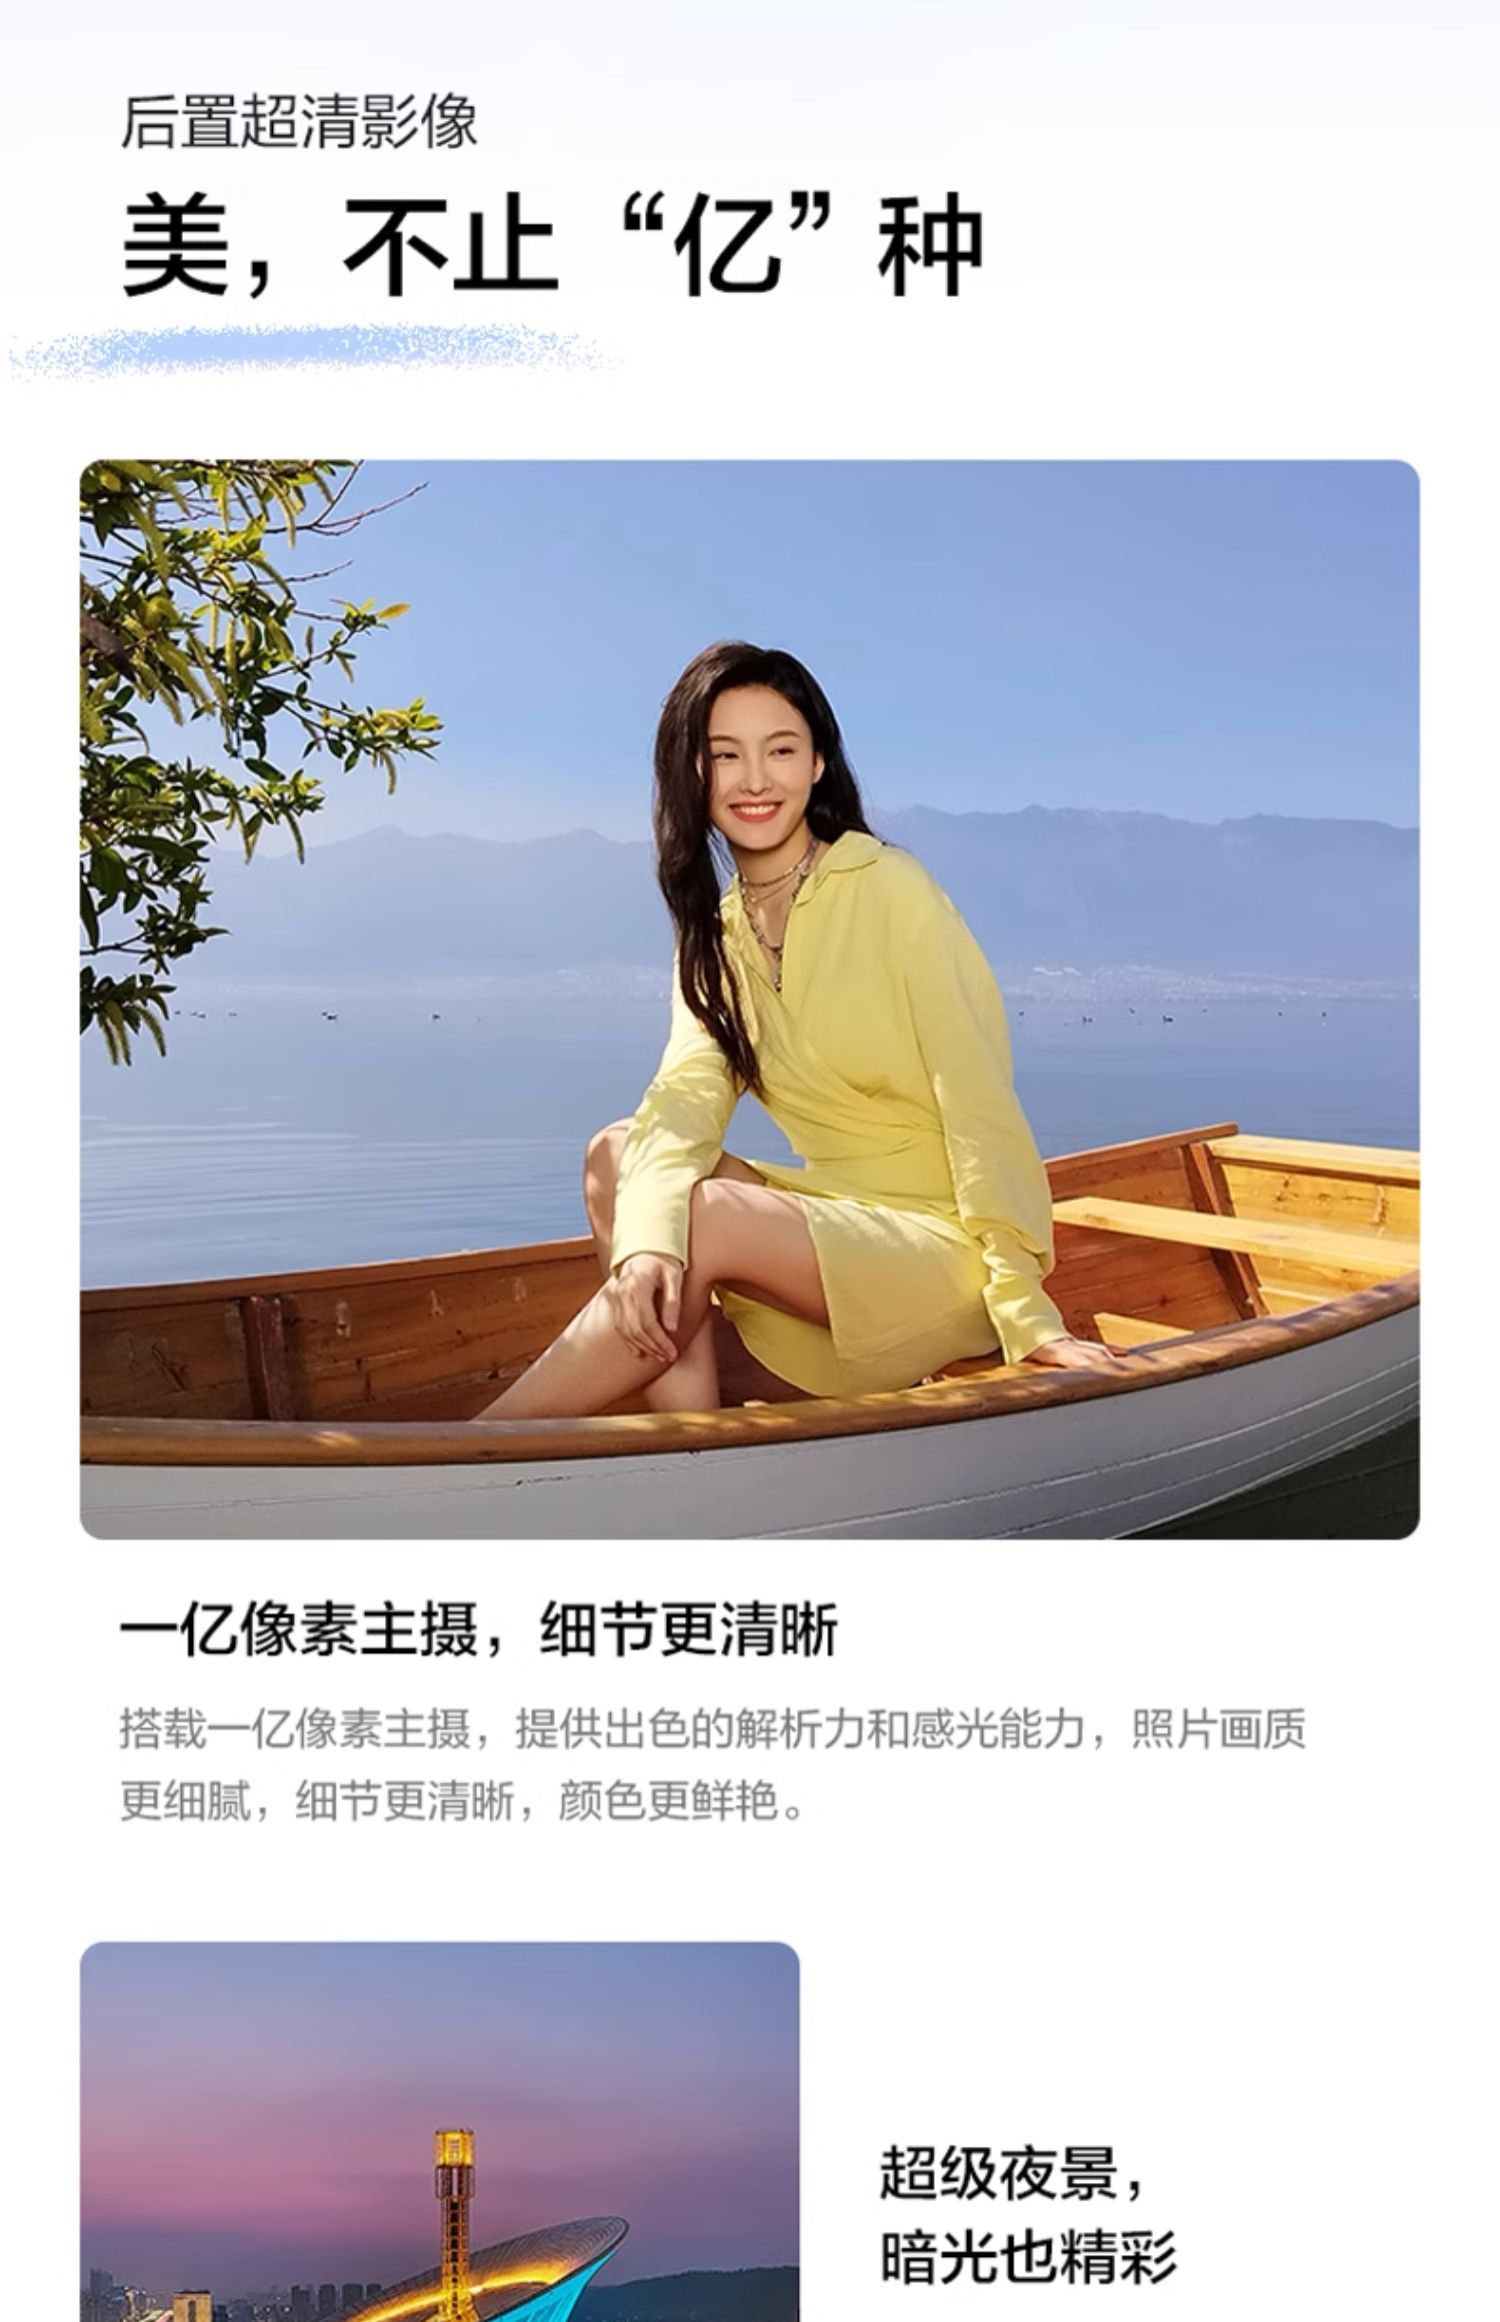 后置超清影像
美，不止“亿”种
一亿像素主摄，细节更清晰
搭载一亿像素主摄，提供出色的解析力和感光能力，照片画质
更细腻，细节更清晰，颜色更鲜艳。
超级夜景，
暗光也精彩